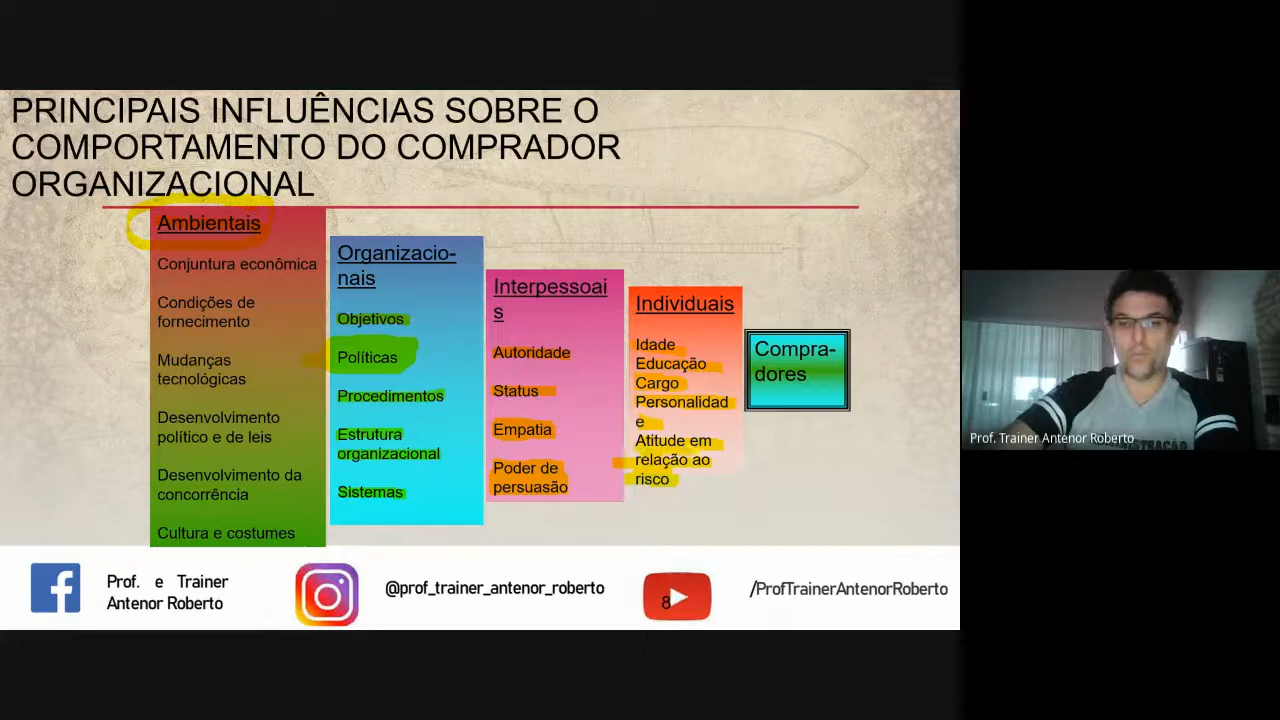 PRINCIPAIS INFLUÊNCIAS SOBRE O
COMPORTAMENTO DO COMPRADOR
ORGANIZACIONAL
Ambientais
Conjuntura econômica
Condições de
fornecimento
Mudanças
tecnológicas
Desenvolvimento
político e de leis
Desenvolvimento da
concorrência
Cultura e costumes
Organizacio-
nais
Objetivos
Políticas
Procedimentos
Estrutura
organizacional
Sistemas
Interpessoai
s
Autoridade
Status
Empatia
Poder de
persuasão
Individuais
Idade
Educação
Cargo
Personalidad
e
Atitude em
relação ao
risco
Compra-
dores
Prof. e Trainer
Antenor Roberto
@prof_trainer_antenor_roberto
8
/ProfTrainerAntenorRoberto
Prof. Trainer Antenor Roberto